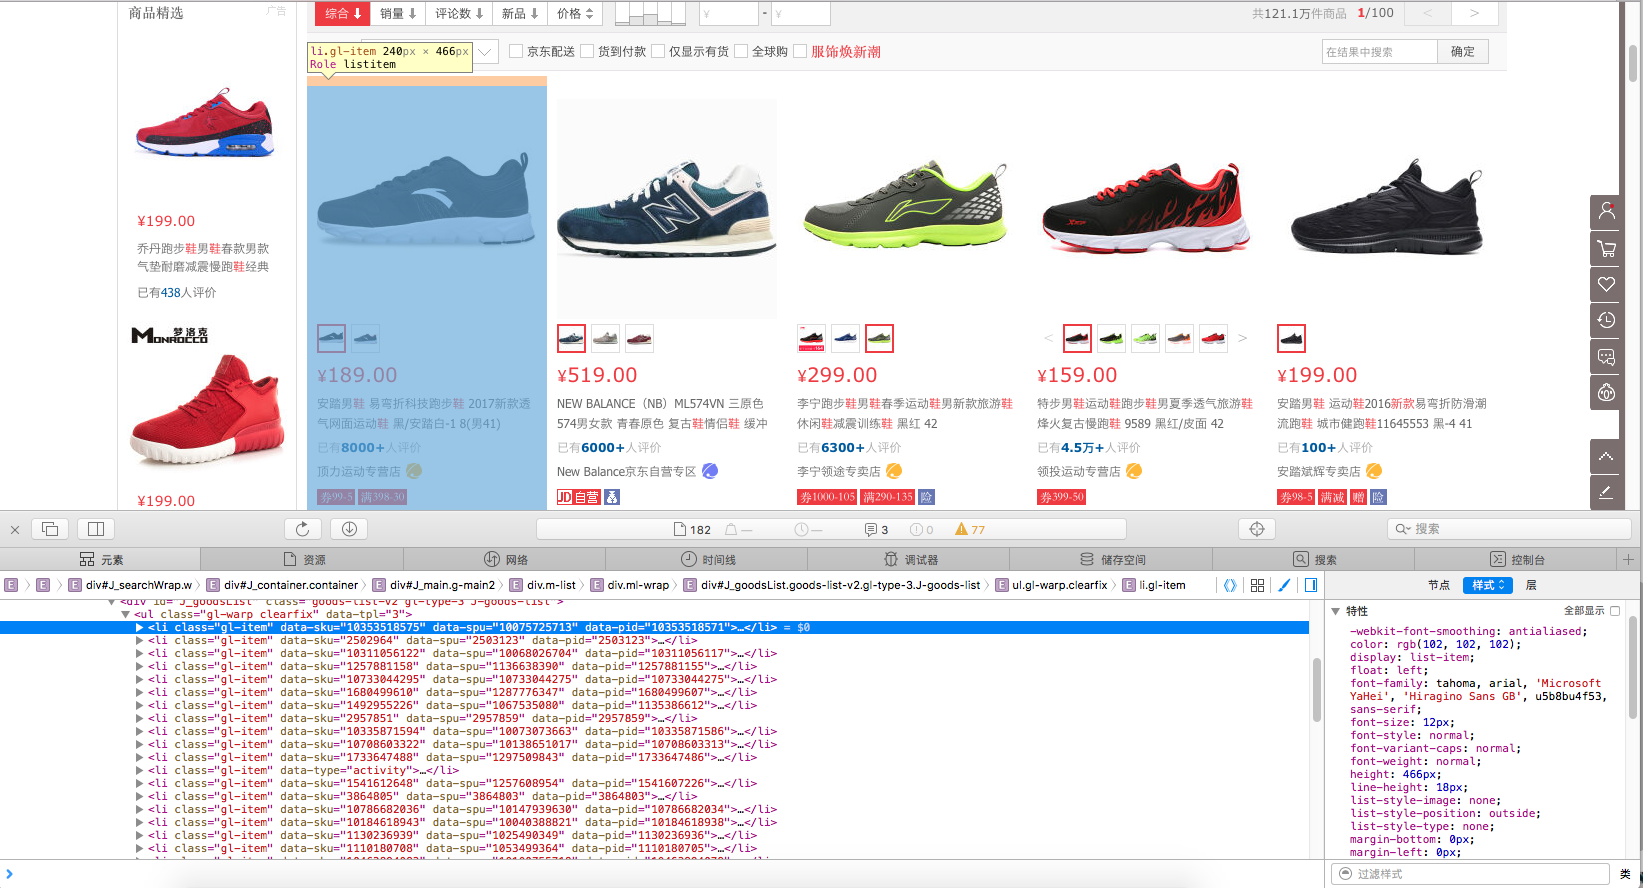 商品精选
广告
综合
销量
评论数
新品
价格
¥
-
¥
共121.1万件商品
1/100
<
>
li.gl-item 240px × 466px
Role listitem
京东配送
货到付款
仅显示有货
全球购
服饰焕新潮
在结果中搜索
确定
¥199.00
乔丹跑步鞋男鞋春款男款
气垫耐磨减震慢跑鞋经典
已有438人评价
梦洛克
MONROCCO
¥199.00
¥189.00
安踏男鞋 易弯折科技跑步鞋 2017新款透
气网面运动鞋 黑/安踏白-1 8(男41)
已有8000+人评价
顶力运动专营店
券99-5 满398-30
¥519.00
NEW BALANCE（NB）ML574VN 三原色
574男女款 青春原色 复古鞋情侣鞋 缓冲
已有6000+人评价
New Balance京东自营专区
JD 自营
¥299.00
李宁跑步鞋男鞋春季运动鞋男新款旅游鞋
休闲鞋减震训练鞋 黑红 42
已有6300+人评价
李宁领途专卖店
券1000-105 满290-135 险
< >
¥159.00
特步男鞋运动鞋跑步鞋男夏季透气旅游鞋
烽火复古慢跑鞋 9589 黑红/皮面 42
已有4.5万+人评价
领投运动专营店
券399-50
¥199.00
安踏男鞋 运动鞋2016新款易弯折防滑潮
流跑鞋 城市健跑鞋11645553 黑-4 41
已有100+人评价
安踏斌辉专卖店
券98-5 满减 赠 险
182
—
—
3
0
77
搜索
元素
资源
网络
时间线
调试器
储存空间
搜索
控制台
E E E div#J_searchWrap.w E div#J_container.container E div#J_main.g-main2 E div.m-list E div.ml-wrap E div#J_goodsList.goods-list-v2.gl-type-3.J-goods-list E ul.gl-warp.clearfix E li.gl-item
节点
样式
层
<div id="J_goodsList" class="goods-list-v2 gl-type-3 J-goods-list">
<ul class="gl-warp clearfix" data-tpl="3">
<li class="gl-item" data-sku="10353518575" data-spu="10075725713" data-pid="10353518571">…</li> = $0
<li class="gl-item" data-sku="2502964" data-spu="2503123" data-pid="2503123">…</li>
<li class="gl-item" data-sku="10311056122" data-spu="10068026704" data-pid="10311056117">…</li>
<li class="gl-item" data-sku="1257881158" data-spu="1136638390" data-pid="1257881155">…</li>
<li class="gl-item" data-sku="10733044295" data-spu="10733044275" data-pid="10733044275">…</li>
<li class="gl-item" data-sku="1680499610" data-spu="1287776347" data-pid="1680499607">…</li>
<li class="gl-item" data-sku="1492955226" data-spu="1067535080" data-pid="1135386612">…</li>
<li class="gl-item" data-sku="2957851" data-spu="2957859" data-pid="2957859">…</li>
<li class="gl-item" data-sku="10335871594" data-spu="10073073663" data-pid="10335871586">…</li>
<li class="gl-item" data-sku="10708603322" data-spu="10138651017" data-pid="10708603313">…</li>
<li class="gl-item" data-sku="1733647488" data-spu="1297509843" data-pid="1733647486">…</li>
<li class="gl-item" data-type="activity">…</li>
<li class="gl-item" data-sku="1541612648" data-spu="1257608954" data-pid="1541607226">…</li>
<li class="gl-item" data-sku="3864805" data-spu="3864803" data-pid="3864803">…</li>
<li class="gl-item" data-sku="10786682036" data-spu="10147939630" data-pid="10786682034">…</li>
<li class="gl-item" data-sku="10184618943" data-spu="10040388821" data-pid="10184618938">…</li>
<li class="gl-item" data-sku="1130236939" data-spu="1025490349" data-pid="1130236936">…</li>
<li class="gl-item" data-sku="1110180708" data-spu="1053499364" data-pid="1110180705">…</li>
特性
全部显示
-webkit-font-smoothing: antialiased;
color: rgb(102, 102, 102);
display: list-item;
float: left;
font-family: tahoma, arial, 'Microsoft
YaHei', 'Hiragino Sans GB', u5b8bu4f53,
sans-serif;
font-size: 12px;
font-style: normal;
font-variant-caps: normal;
font-weight: normal;
height: 466px;
line-height: 18px;
list-style-image: none;
list-style-position: outside;
list-style-type: none;
margin-bottom: 0px;
margin-left: 0px;
过滤样式
类